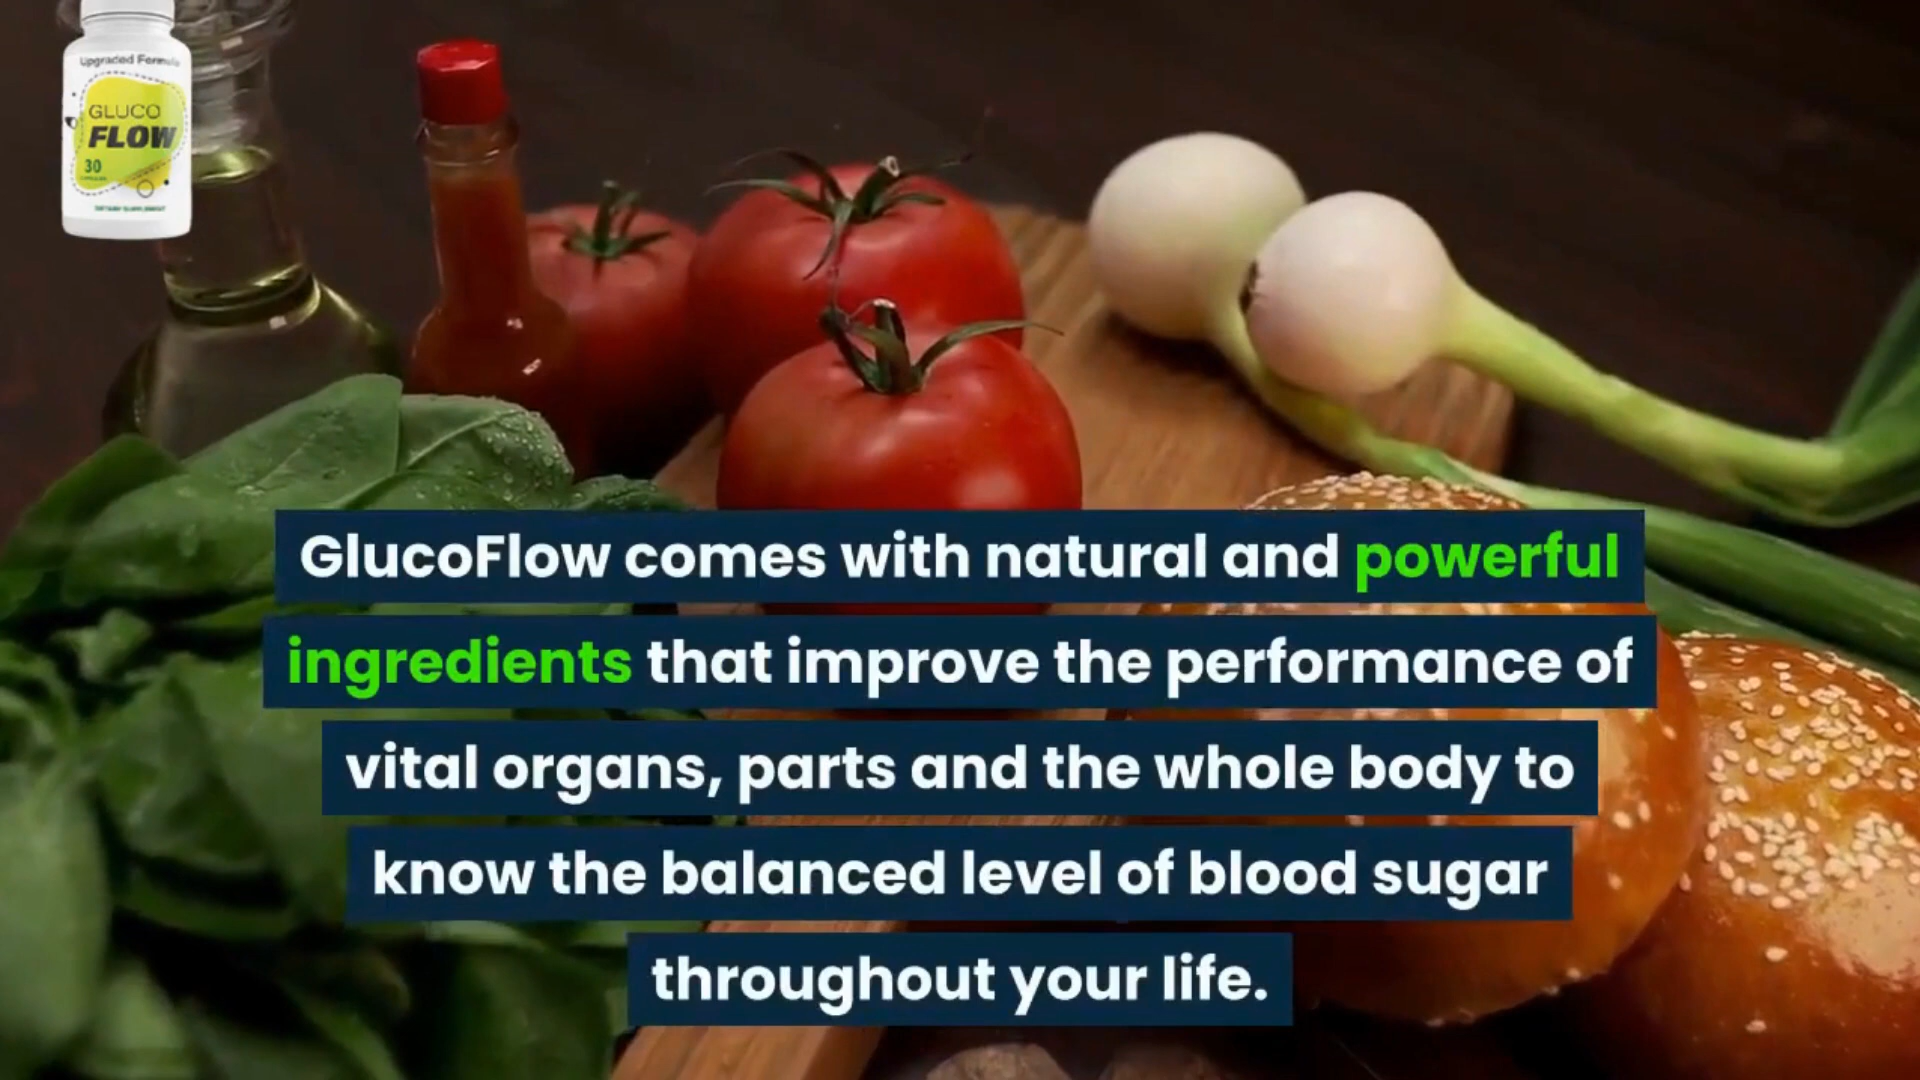 Upgraded Formula
GLUCO
FLOW
30
GlucoFlow comes with natural and powerful
ingredients that improve the performance of
vital organs, parts and the whole body to
know the balanced level of blood sugar
throughout your life.